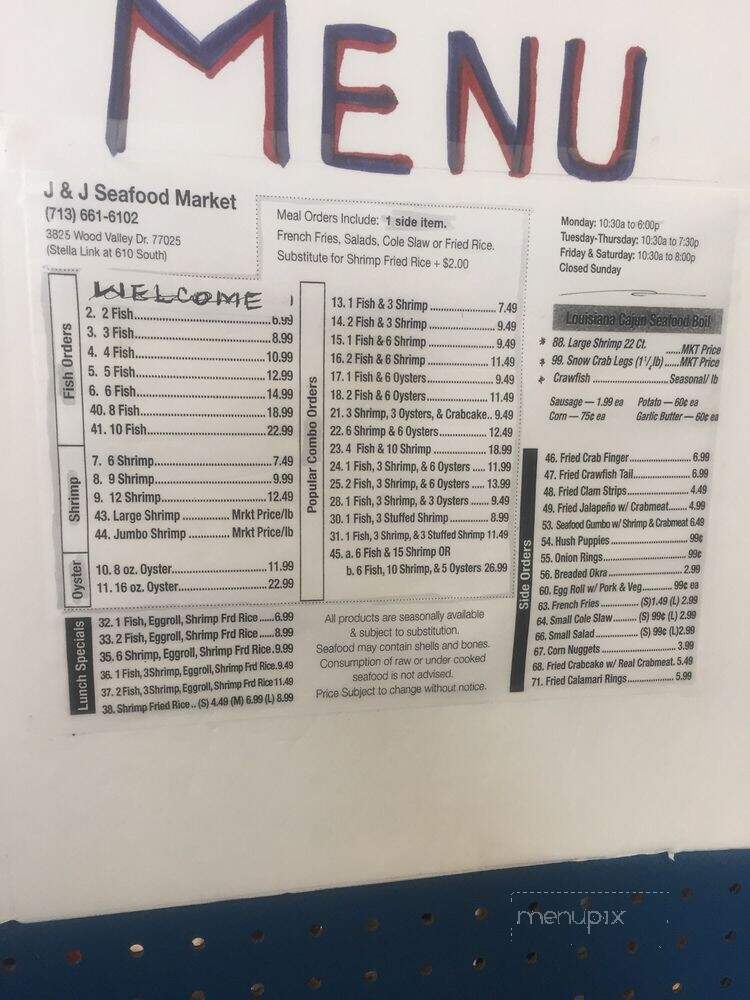 MENU
J & J Seafood Market
(713) 661-6102
3825 Wood Valley Dr. 77025
(Stella Link at 610 South)
Meal Orders Include: 1 side item.
French Fries, Salads, Cole Slaw or Fried Rice.
Substitute for Shrimp Fried Rice + $2.00
Monday: 10:30a to 6:00p
Tuesday-Thursday: 10:30a to 7:30p
Friday & Saturday: 10:30a to 8:00p
Closed Sunday
WELCOME
Fish Orders
2. 2 Fish..................6.99
3. 3 Fish..................8.99
4. 4 Fish..................10.99
5. 5 Fish..................12.99
6. 6 Fish..................14.99
40. 8 Fish..................18.99
41. 10 Fish..................22.99
Shrimp
7. 6 Shrimp..................7.49
8. 9 Shrimp..................9.99
9. 12 Shrimp..................12.49
43. Large Shrimp .............. Mrkt Price/lb
44. Jumbo Shrimp ............. Mrkt Price/lb
Oyster
10. 8 oz. Oyster..................11.99
11. 16 oz. Oyster..................22.99
Lunch Specials
32. 1 Fish, Eggroll, Shrimp Frd Rice .....6.99
33. 2 Fish, Eggroll, Shrimp Frd Rice.....8.99
35. 6 Shrimp, Eggroll, Shrimp Frd Rice.9.99
36. 1 Fish, 3Shrimp, Eggroll, Shrimp Frd Rice.9.49
37. 2 Fish, 3Shrimp, Eggroll, Shrimp Frd Rice 11.49
38. Shrimp Fried Rice.. (S) 4.49 (M) 6.99 (L) 8.99
Popular Combo Orders
13. 1 Fish & 3 Shrimp ..................7.49
14. 2 Fish & 3 Shrimp ..................9.49
15. 1 Fish & 6 Shrimp ..................9.49
16. 2 Fish & 6 Shrimp ..................11.49
17. 1 Fish & 6 Oysters..................9.49
18. 2 Fish & 6 Oysters..................11.49
21. 3 Shrimp, 3 Oysters, & Crabcake.. 9.49
22. 6 Shrimp & 6 Oysters............... 12.49
23. 4 Fish & 10 Shrimp ................. 18.99
24. 1 Fish, 3 Shrimp, & 6 Oysters ..... 11.99
25. 2 Fish, 3 Shrimp, & 6 Oysters ..... 13.99
28. 1 Fish, 3 Shrimp, & 3 Oysters ..... 9.49
30. 1 Fish, 3 Stuffed Shrimp ............ 8.99
31. 1 Fish, 3 Shrimp, & 3 Stuffed Shrimp 11.49
45. a. 6 Fish & 15 Shrimp OR
b. 6 Fish, 10 Shrimp, & 5 Oysters 26.99
All products are seasonally available
& subject to substitution.
Seafood may contain shells and bones.
Consumption of raw or under cooked
seafood is not advised.
Price Subject to change without notice.
Louisiana Cajun Seafood Boil
* 88. Large Shrimp 22 Ct. .....MKT Price
* 99. Snow Crab Legs (1 1/2 lb) .....MKT Price
* Crawfish ..................Seasonal/ lb
Sausage — 1.99 ea Potato — 60¢ ea
Corn — 75¢ ea Garlic Butter — 60¢ ea
Side Orders
46. Fried Crab Finger..................6.99
47. Fried Crawfish Tail..................6.99
48. Fried Clam Strips..................4.49
49. Fried Jalapeño w/ Crabmeat....... 4.99
53. Seafood Gumbo w/ Shrimp & Crabmeat 6.49
54. Hush Puppies ..................99¢
55. Onion Rings..................99¢
56. Breaded Okra ..................2.99
60. Egg Roll w/ Pork & Veg.......... 99¢ ea
63. French Fries ............ (S)1.49 (L) 2.99
64. Small Cole Slaw........ (S) 99¢ (L) 2.99
66. Small Salad ............. (S) 99¢ (L)2.99
67. Corn Nuggets ..................3.99
68. Fried Crabcake w/ Real Crabmeat. 5.49
71. Fried Calamari Rings............... 5.99
menupix